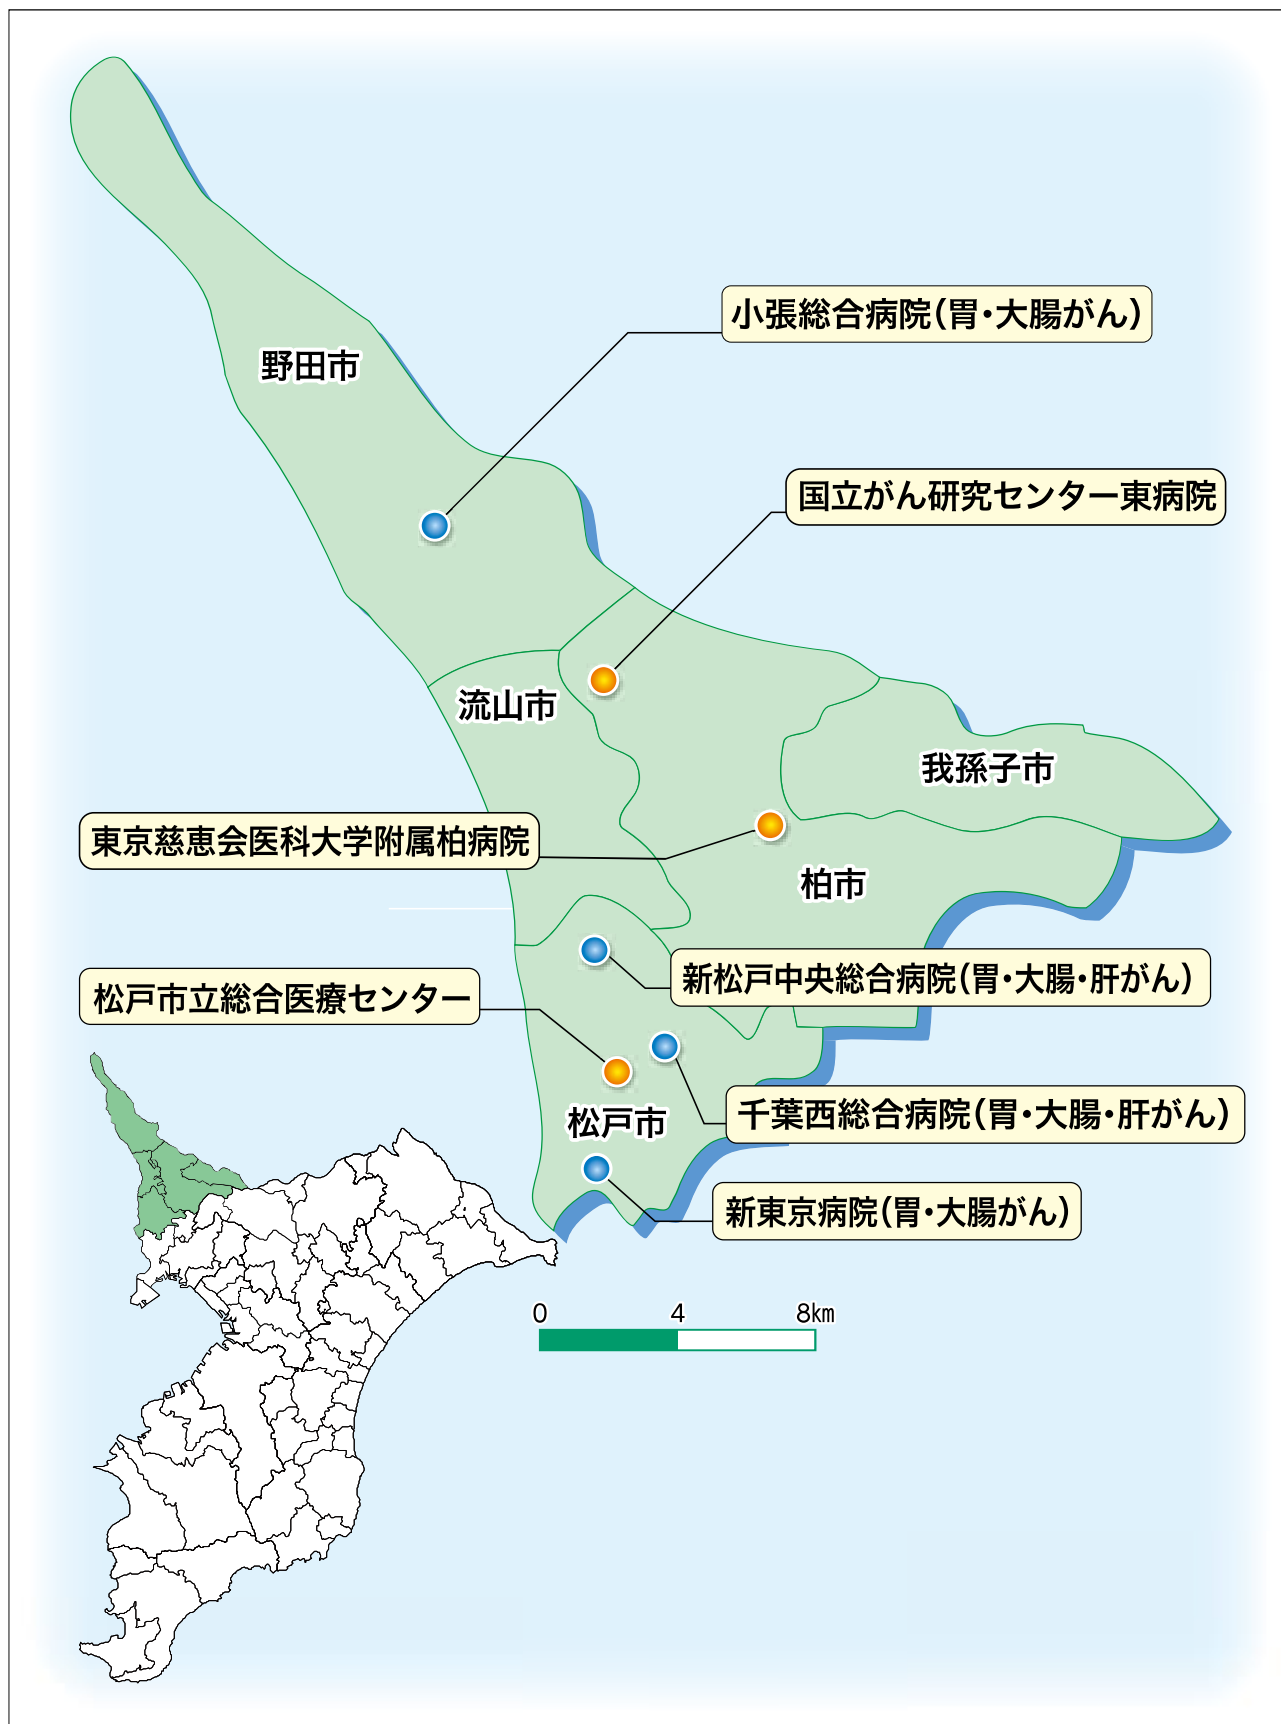 小張総合病院(胃・大腸がん)
野田市
国立がん研究センター東病院
流山市
我孫子市
東京慈恵会医科大学附属柏病院
柏市
新松戸中央総合病院(胃・大腸・肝がん)
松戸市立総合医療センター
千葉西総合病院(胃・大腸・肝がん)
松戸市
新東京病院(胃・大腸がん)
0 4 8km